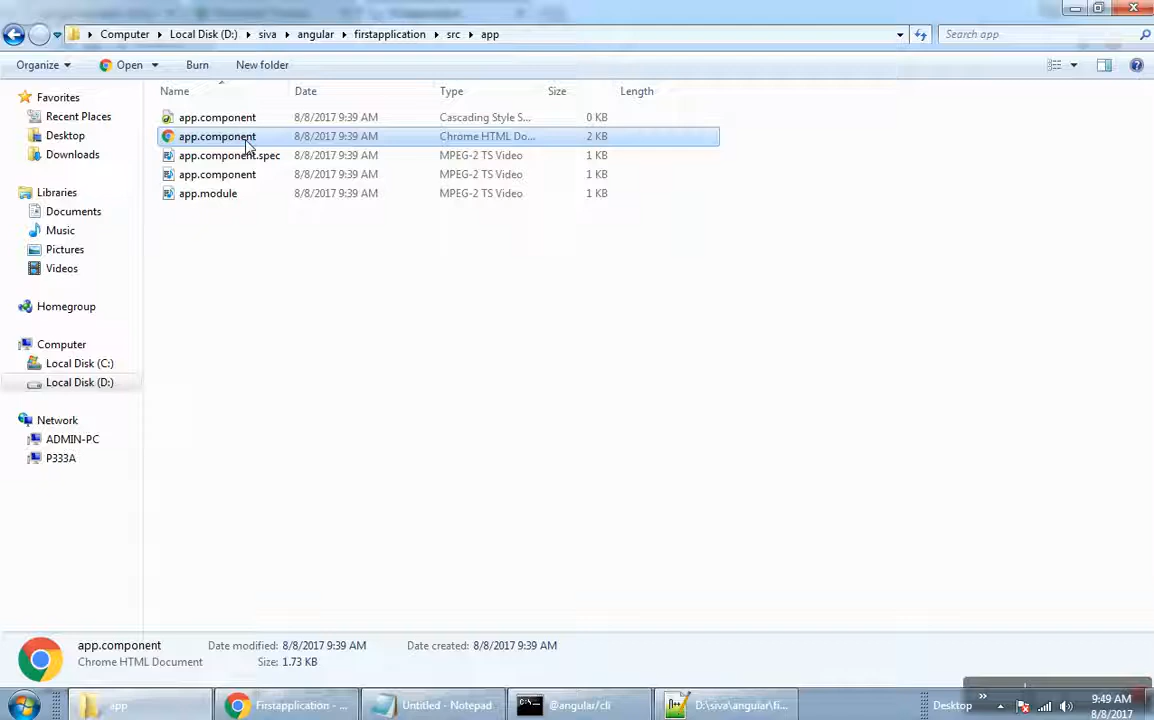 Computer Local Disk (D:) siva angular firstapplication src app Search app
Organize Open Burn New folder
Name Date Type Size Length
Favorites
Recent Places
Desktop
Downloads
Libraries
Documents
Music
Pictures
Videos
Homegroup
Computer
Local Disk (C:)
Local Disk (D:)
Network
ADMIN-PC
P333A
app.component 8/8/2017 9:39 AM Cascading Style S... 0 KB
app.component 8/8/2017 9:39 AM Chrome HTML Do... 2 KB
app.component.spec 8/8/2017 9:39 AM MPEG-2 TS Video 1 KB
app.component 8/8/2017 9:39 AM MPEG-2 TS Video 1 KB
app.module 8/8/2017 9:39 AM MPEG-2 TS Video 1 KB
app.component Date modified: 8/8/2017 9:39 AM Date created: 8/8/2017 9:39 AM
Chrome HTML Document Size: 1.73 KB
app Firstapplication - ... Untitled - Notepad @angular/cli D:\siva\angular\fi... Desktop » 9:49 AM
8/8/2017